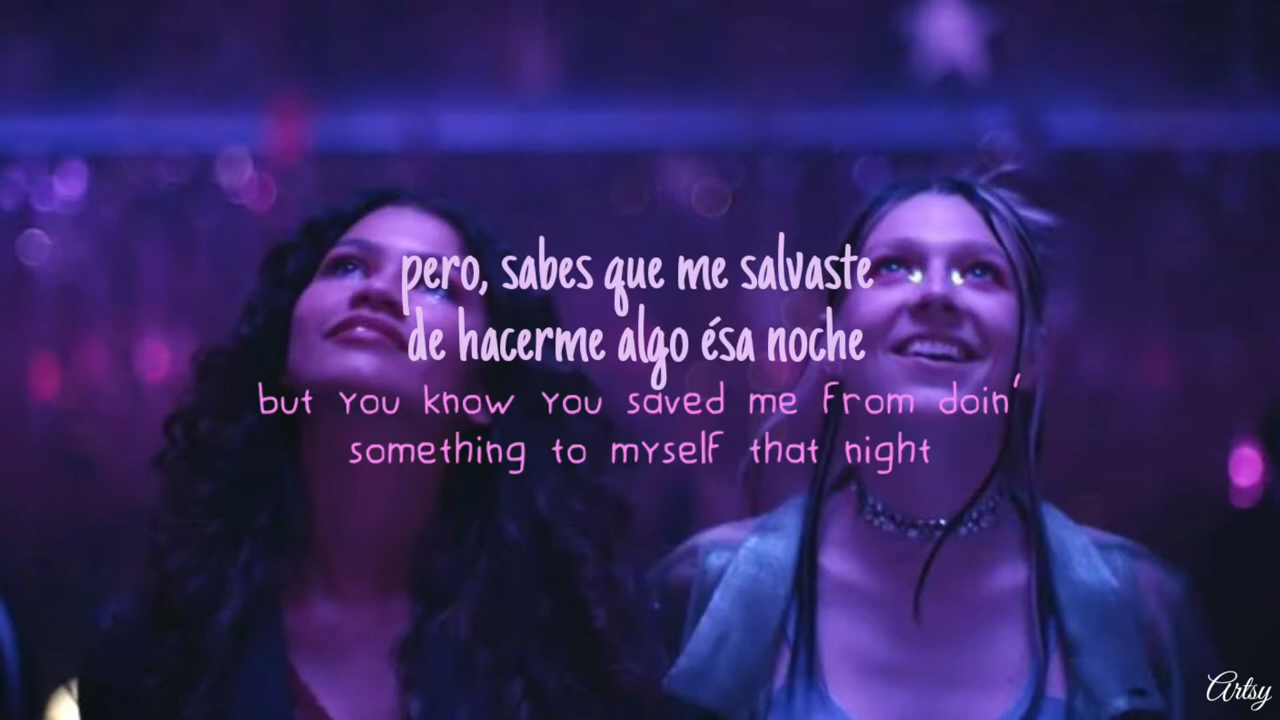 pero, sabes que me salvaste
de hacerme algo ésa noche
but you know you saved me from doin'
something to myself that night
Artsy